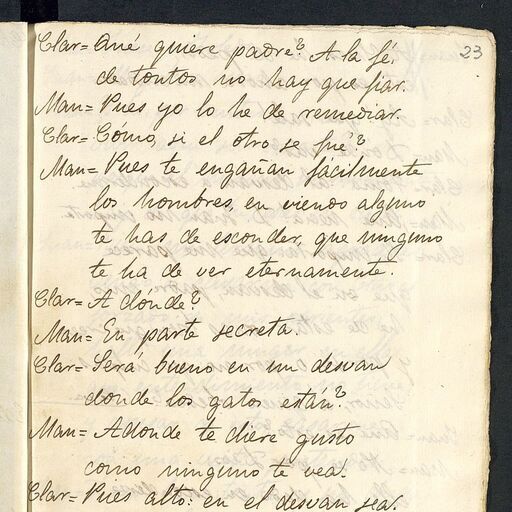 23
Clar= Qué quiere padre? A la fé,
de tontos no hay que fiar.
Man= Pues yo lo he de remediar.
Clar= Como, si el otro se fué?
Man= Pues te engañan fácilmente
los hombres, en viendo alguno
te has de esconder, que ninguno
te ha de ver eternamente.
Clar= A dónde?
Man= En parte secreta.
Clar= Será bueno en un desvan
donde los gatos están?
Man= Adonde te diere gusto
como ninguno te vea.
Clar= Pues alto: en el desvan sea.